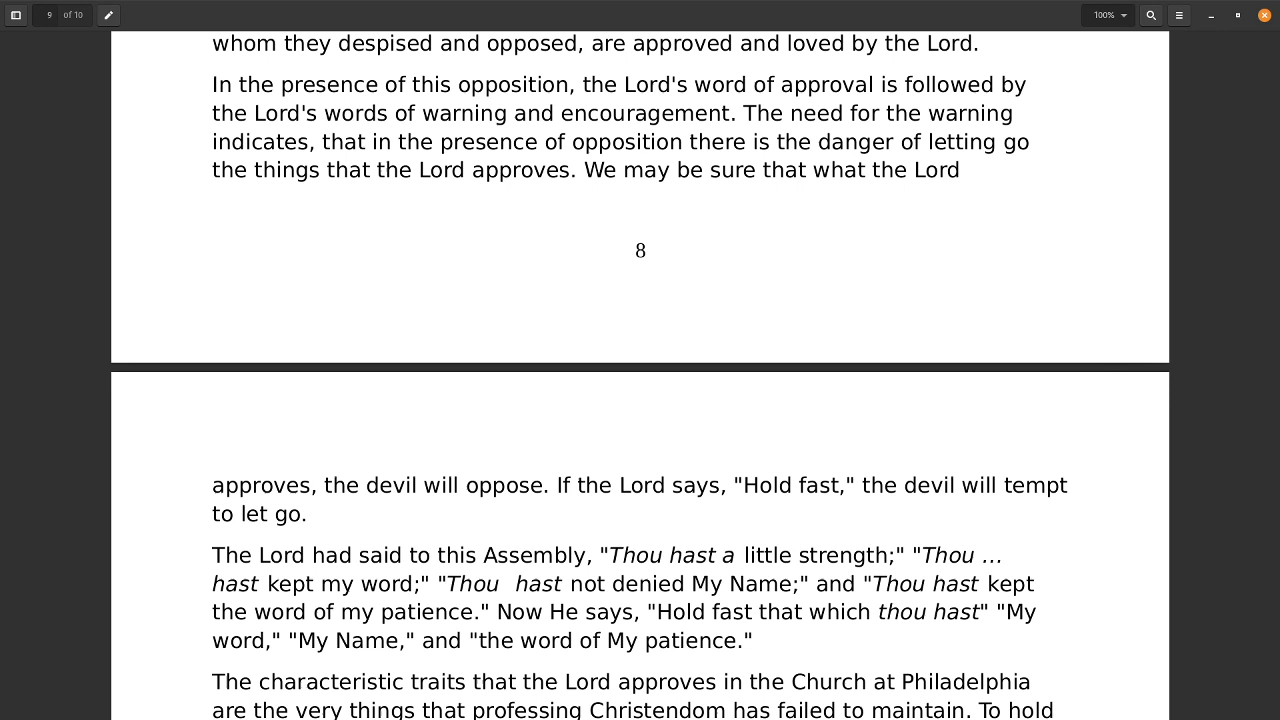 9 of 10
100%
whom they despised and opposed, are approved and loved by the Lord.
In the presence of this opposition, the Lord's word of approval is followed by
the Lord's words of warning and encouragement. The need for the warning
indicates, that in the presence of opposition there is the danger of letting go
the things that the Lord approves. We may be sure that what the Lord
8
approves, the devil will oppose. If the Lord says, "Hold fast," the devil will tempt
to let go.
The Lord had said to this Assembly, "Thou hast a little strength;" "Thou ...
hast kept my word;" "Thou hast not denied My Name;" and "Thou hast kept
the word of my patience." Now He says, "Hold fast that which thou hast" "My
word," "My Name," and "the word of My patience."
The characteristic traits that the Lord approves in the Church at Philadelphia
are the very things that professing Christendom has failed to maintain. To hold